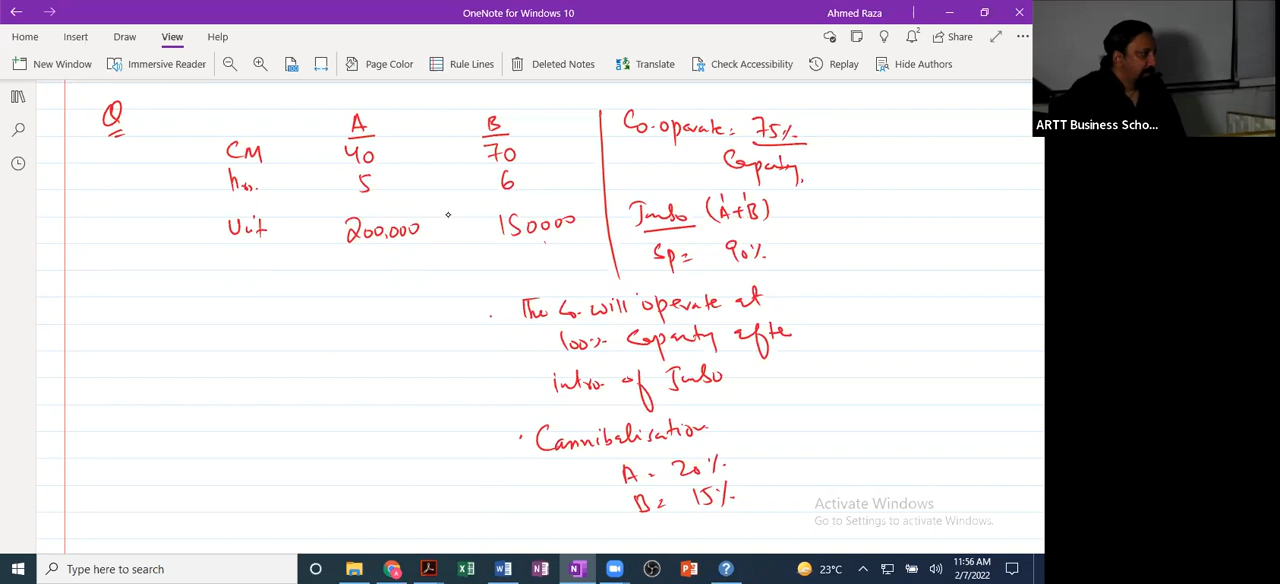 OneNote for Windows 10
Ahmed Raza
Home Insert Draw View Help
Share
New Window Immersive Reader Page Color Rule Lines Deleted Notes Translate Check Accessibility Replay Hide Authors
ARTT Business Scho...
Q
A B
CM 40 70
hrs. 5 6
Unit 200,000 150000
Co-operate = 75%
Capacity.
Jumbo (1A+1B)
SP = 90%
. The Co. will operate at
100% Capacity after
intro. of Jumbo
. Cannibalisation
A = 20%
B = 15%
Activate Windows
Go to Settings to activate Windows.
Type here to search
23°C
11:56 AM
2/7/2022